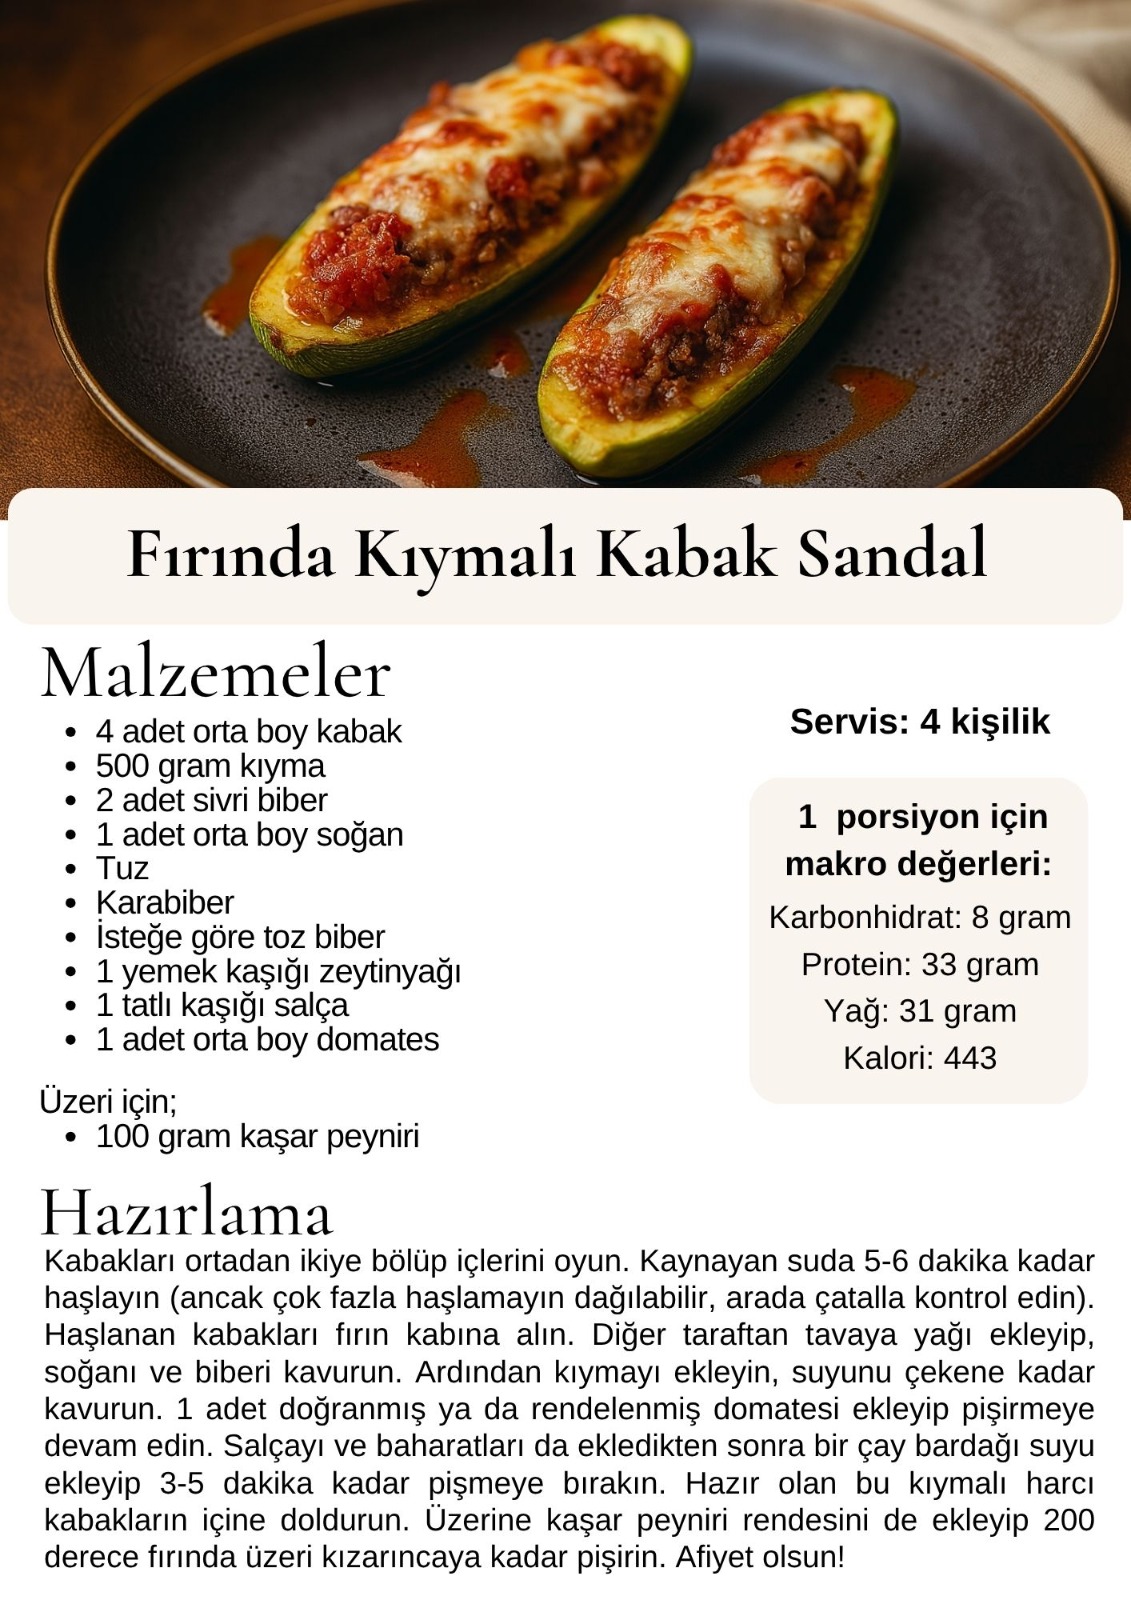 Fırında Kıymalı Kabak Sandal
Malzemeler
• 4 adet orta boy kabak
• 500 gram kıyma
• 2 adet sivri biber
• 1 adet orta boy soğan
• Tuz
• Karabiber
• İsteğe göre toz biber
• 1 yemek kaşığı zeytinyağı
• 1 tatlı kaşığı salça
• 1 adet orta boy domates
Üzeri için;
• 100 gram kaşar peyniri
Servis: 4 kişilik
1 porsiyon için
makro değerleri:
Karbonhidrat: 8 gram
Protein: 33 gram
Yağ: 31 gram
Kalori: 443
Hazırlama
Kabakları ortadan ikiye bölüp içlerini oyun. Kaynayan suda 5-6 dakika kadar
haşlayın (ancak çok fazla haşlamayın dağılabilir, arada çatalla kontrol edin).
Haşlanan kabakları fırın kabına alın. Diğer taraftan tavaya yağı ekleyip,
soğanı ve biberi kavurun. Ardından kıymayı ekleyin, suyunu çekene kadar
kavurun. 1 adet doğranmış ya da rendelenmiş domatesi ekleyip pişirmeye
devam edin. Salçayı ve baharatları da ekledikten sonra bir çay bardağı suyu
ekleyip 3-5 dakika kadar pişmeye bırakın. Hazır olan bu kıymalı harcı
kabakların içine doldurun. Üzerine kaşar peyniri rendesini de ekleyip 200
derece fırında üzeri kızarıncaya kadar pişirin. Afiyet olsun!